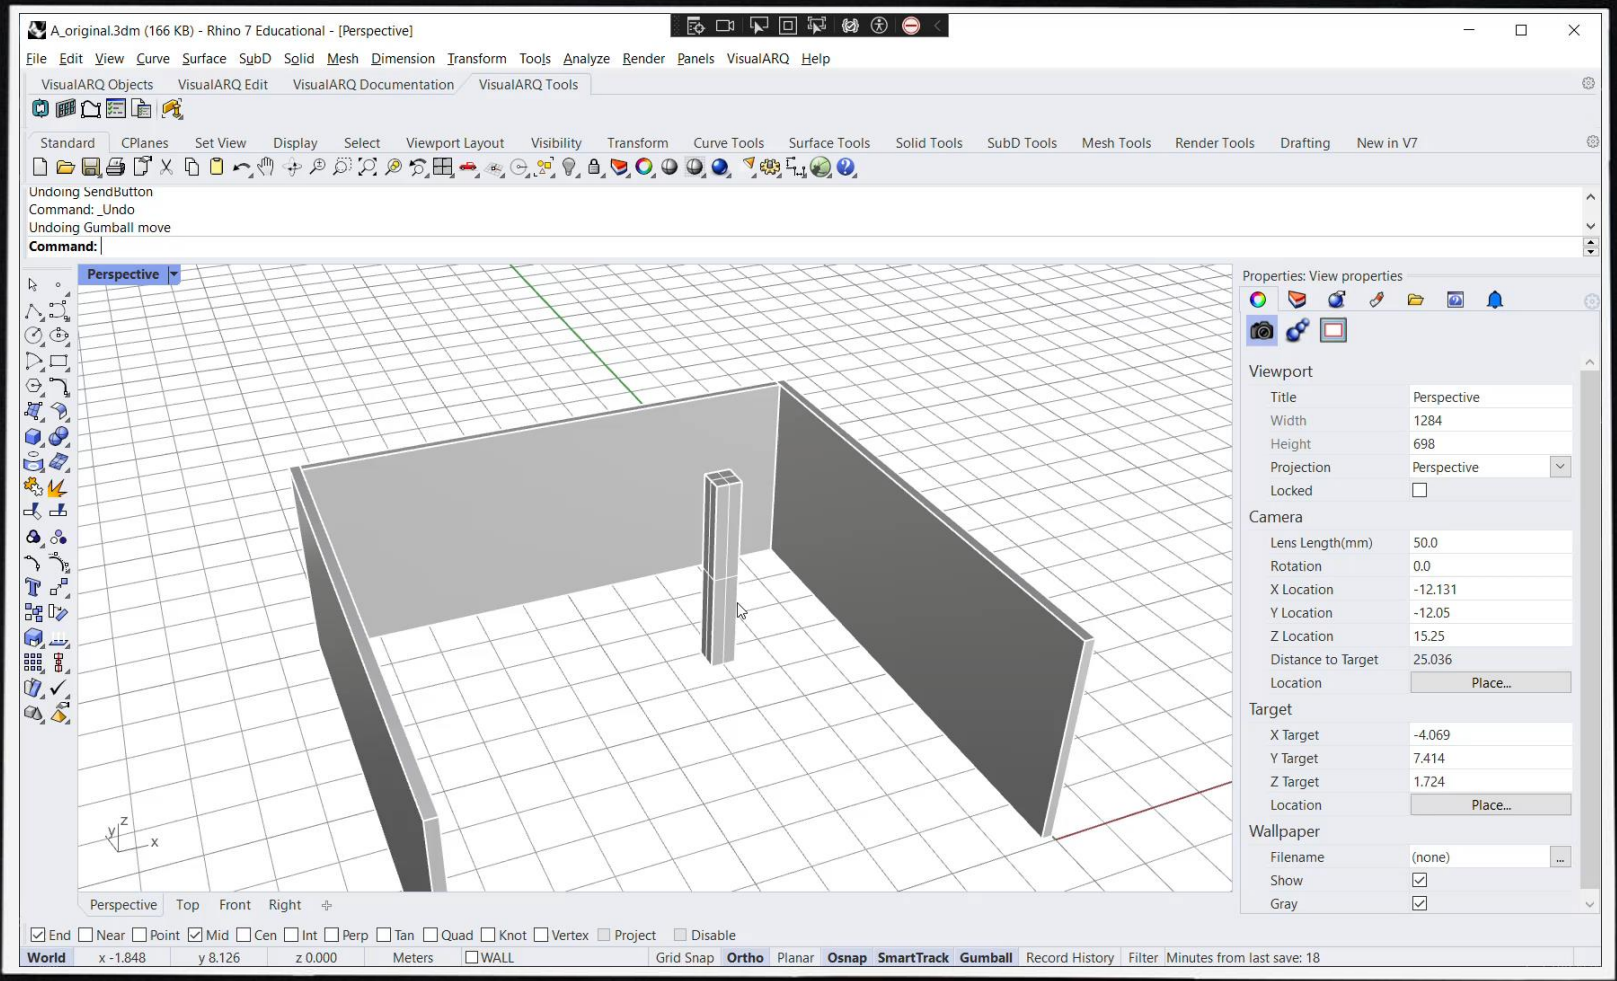 A_original.3dm (166 KB) - Rhino 7 Educational - [Perspective]
File Edit View Curve Surface SubD Solid Mesh Dimension Transform Tools Analyze Render Panels VisualARQ Help
VisualARQ Objects VisualARQ Edit VisualARQ Documentation VisualARQ Tools
Standard CPlanes Set View Display Select Viewport Layout Visibility Transform Curve Tools Surface Tools Solid Tools SubD Tools Mesh Tools Render Tools Drafting New in V7
Undoing SendButton
Command: _Undo
Undoing Gumball move
Command:
Perspective
Properties: View properties
Viewport
Title Perspective
Width 1284
Height 698
Projection Perspective
Locked
Camera
Lens Length(mm) 50.0
Rotation 0.0
X Location -12.131
Y Location -12.05
Z Location 15.25
Distance to Target 25.036
Location Place...
Target
X Target -4.069
Y Target 7.414
Z Target 1.724
Location Place...
Wallpaper
Filename (none) ...
Show
Gray
z
y
x
Perspective Top Front Right
End Near Point Mid Cen Int Perp Tan Quad Knot Vertex Project Disable
World x -1.848 y 8.126 z 0.000 Meters WALL Grid Snap Ortho Planar Osnap SmartTrack Gumball Record History Filter Minutes from last save: 18